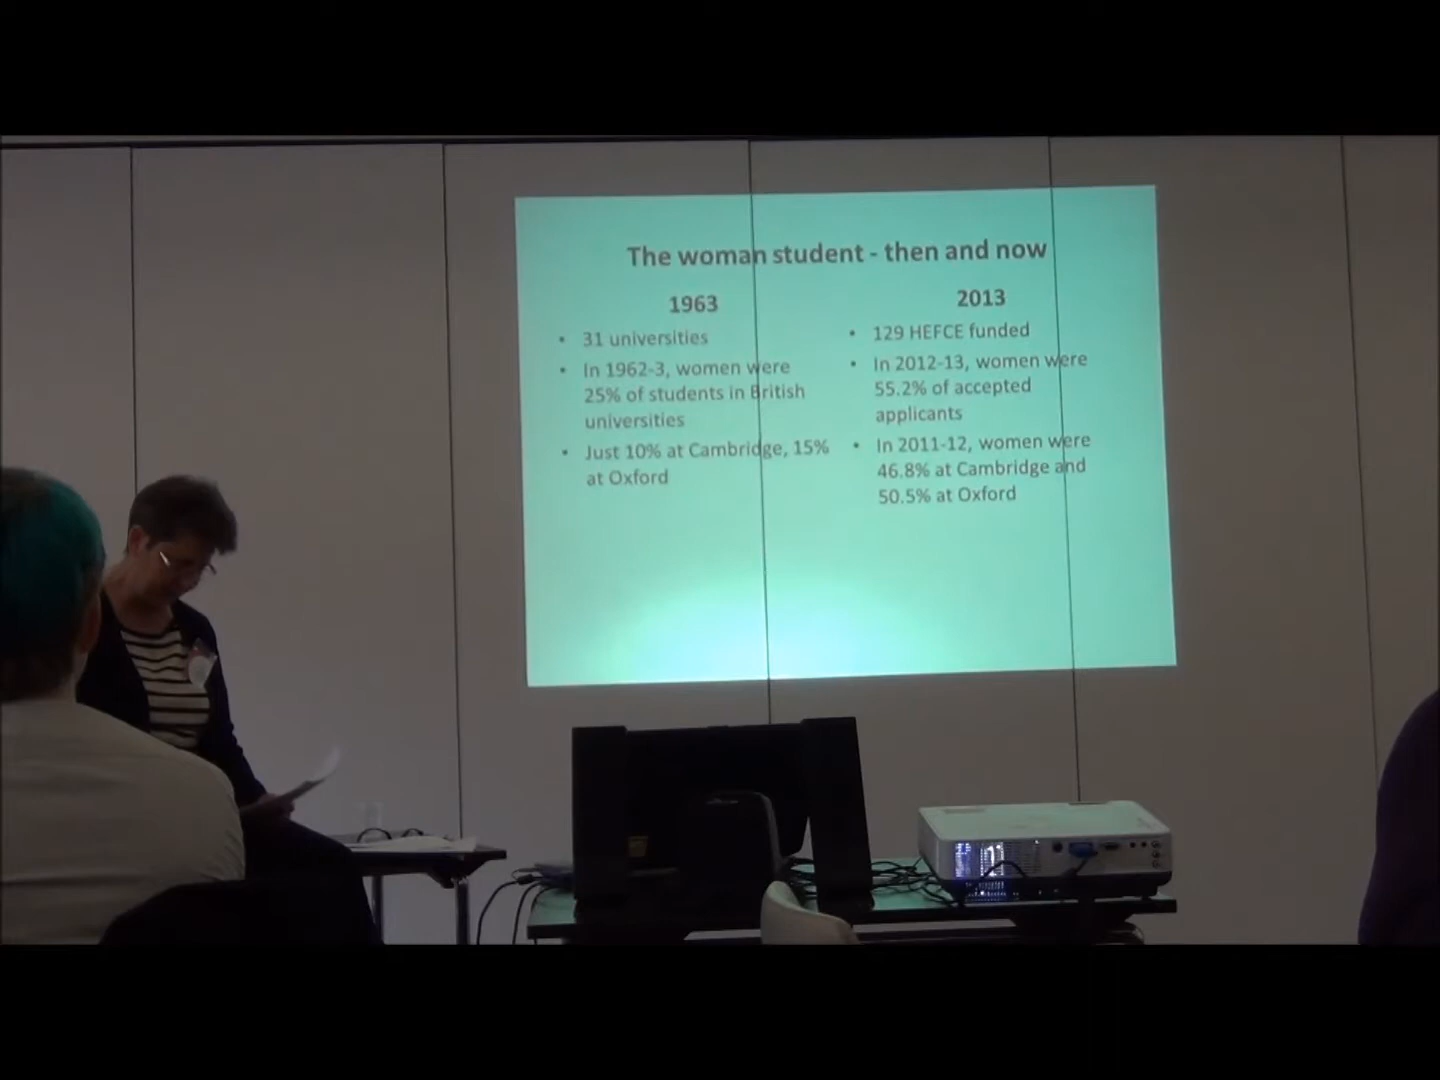 The woman student - then and now
1963
• 31 universities
• In 1962-3, women were
25% of students in British
universities
• Just 10% at Cambridge, 15%
at Oxford
2013
• 129 HEFCE funded
• In 2012-13, women were
55.2% of accepted
applicants
• In 2011-12, women were
46.8% at Cambridge and
50.5% at Oxford